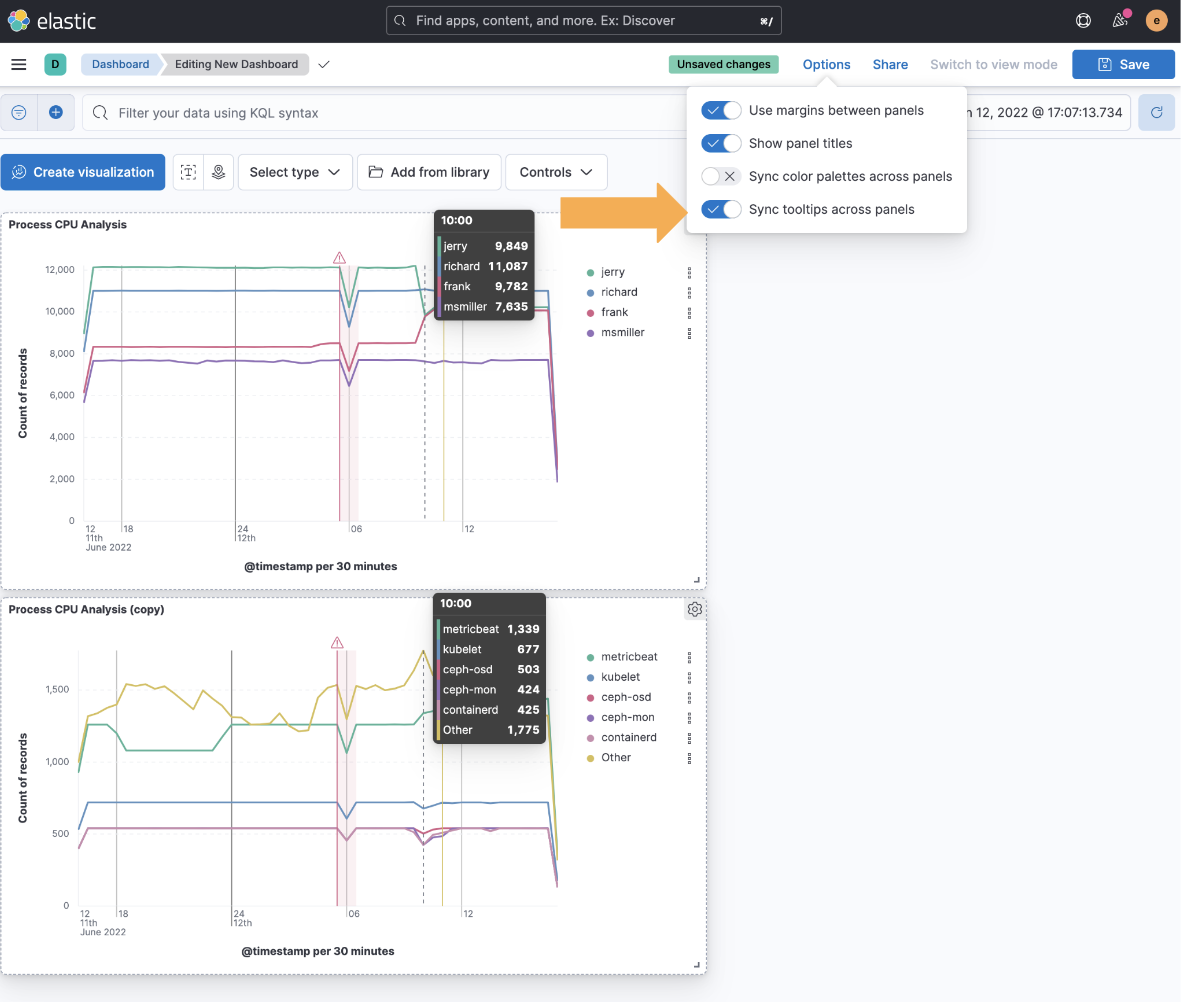 elastic
Find apps, content, and more. Ex: Discover
⌘/
e
D
Dashboard
Editing New Dashboard
Unsaved changes
Options
Share
Switch to view mode
Save
Filter your data using KQL syntax
12, 2022 @ 17:07:13.734
Use margins between panels
Show panel titles
Sync color palettes across panels
Sync tooltips across panels
Create visualization
Select type
Add from library
Controls
Process CPU Analysis
10:00
jerry 9,849
richard 11,087
frank 9,782
msmiller 7,635
12,000
10,000
8,000
6,000
4,000
2,000
0
Count of records
12 18 24 06 12
11th 12th
June 2022
@timestamp per 30 minutes
jerry
richard
frank
msmiller
Process CPU Analysis (copy)
10:00
metricbeat 1,339
kubelet 677
ceph-osd 503
ceph-mon 424
containerd 425
Other 1,775
1,500
1,000
500
0
Count of records
12 18 24 06 12
11th 12th
June 2022
@timestamp per 30 minutes
metricbeat
kubelet
ceph-osd
ceph-mon
containerd
Other